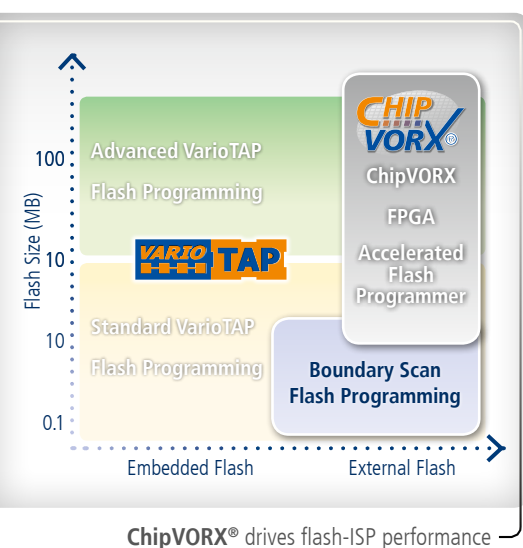 CHIP
VORX®
100
Advanced VarioTAP
Flash Programming
ChipVORX
FPGA
Accelerated
Flash
Programmer
Flash Size (MB)
10
VARIO TAP
10
Standard VarioTAP
Flash Programming
Boundary Scan
Flash Programming
0.1
Embedded Flash
External Flash
ChipVORX® drives flash-ISP performance